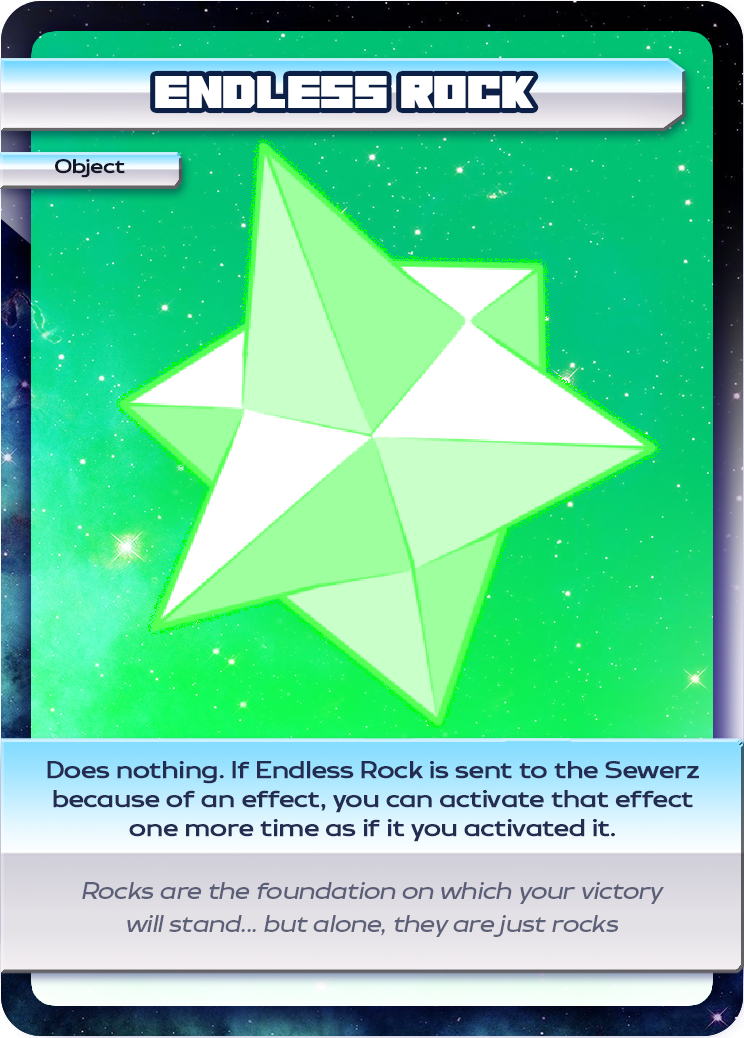 ENDLESS ROCK
Object
Does nothing. If Endless Rock is sent to the Sewerz
because of an effect, you can activate that effect
one more time as if it you activated it.
Rocks are the foundation on which your victory
will stand... but alone, they are just rocks